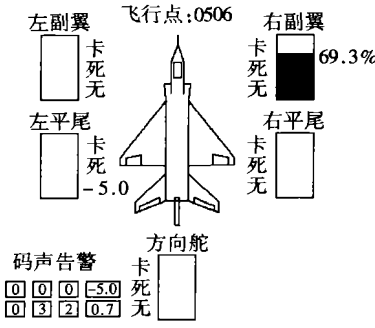 飞行点:0506
左副翼
卡死无
右副翼
卡死无
69.3%
左平尾
卡死
-5.0
右平尾
卡死无
方向舵
卡死无
码声告警
0 0 0 -5.0
0 3 2 0.7